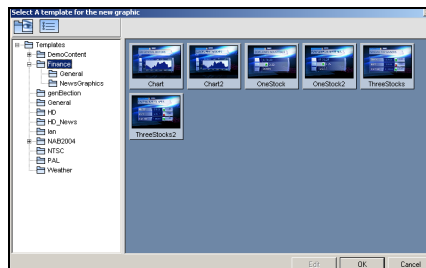 Select A template for the new graphic
Templates
DemoContent
Finance
General
NewsGraphics
genElection
General
HD
HD_News
Ian
NAB2004
NTSC
PAL
Weather
Chart
Chart2
OneStock
OneStock2
ThreeStocks
ThreeStocks2
Edit
OK
Cancel